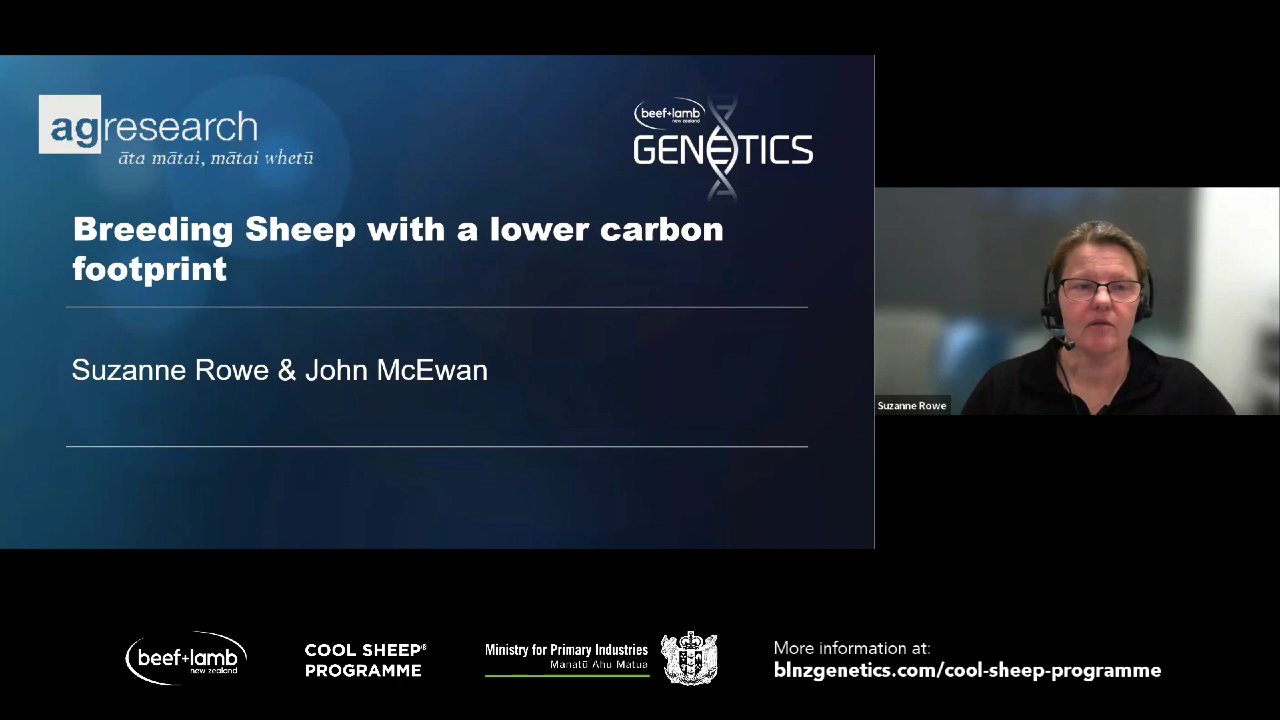 agresearch
āta mātai, mātai whetū
beef+lamb
new zealand
GENETICS
Breeding Sheep with a lower carbon
footprint
Suzanne Rowe & John McEwan
Suzanne Rowe
beef+lamb
new zealand
COOL SHEEP®
PROGRAMME
Ministry for Primary Industries
Manatū Ahu Matua
More information at:
blnzgenetics.com/cool-sheep-programme